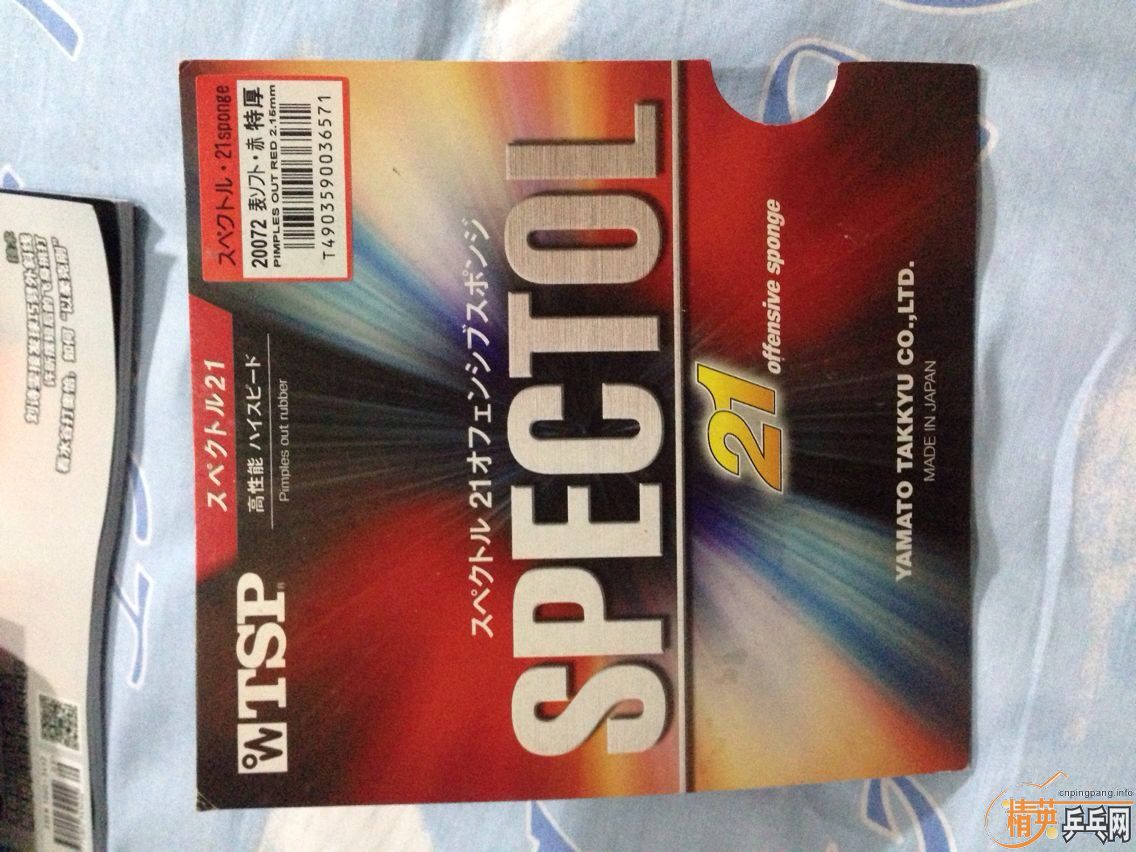 TSP
スペクトル21
高性能 ハイスピード
Pimples out rubber
スペクトル・21sponge
20072 表ソフト・赤 特厚
PIMPLES OUT RED 2.15mm
T4903590036571
スペクトル 21オフェンシブスポンジ
SPECTOL
21 offensive sponge
YAMATO TAKKYU CO.,LTD.
MADE IN JAPAN
cnpingpang.info
精英乒乓网